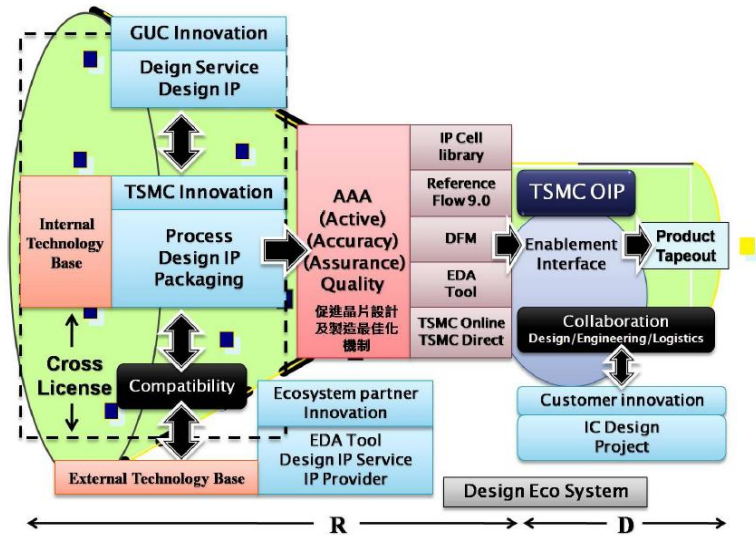 GUC Innovation
Deign Service
Design IP
TSMC Innovation
Internal
Technology
Base
Process
Design IP
Packaging
Cross
License
Compatibility
Ecosystem partner
Innovation
EDA Tool
Design IP Service
IP Provider
External Technology Base
AAA
(Active)
(Accuracy)
(Assurance)
Quality
促進晶片設計
及製造最佳化
機制
IP Cell
library
Reference
Flow 9.0
DFM
EDA
Tool
TSMC Online
TSMC Direct
TSMC OIP
Enablement
Interface
Product
Tapeout
Collaboration
Design/Engineering/Logistics
Customer innovation
IC Design
Project
Design Eco System
R
D